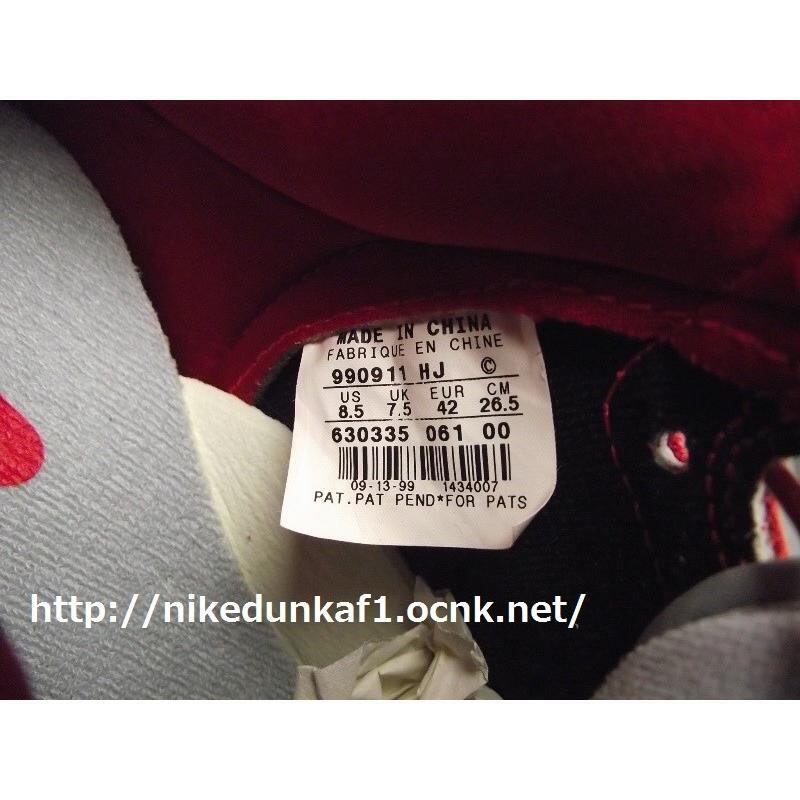 MADE IN CHINA
FABRIQUE EN CHINE
990911 HJ ©
US UK EUR CM
8.5 7.5 42 26.5
630335 061 00
09-13-99 1434007
PAT.PAT PEND*FOR PATS
http://nikedunkaf1.ocnk.net/